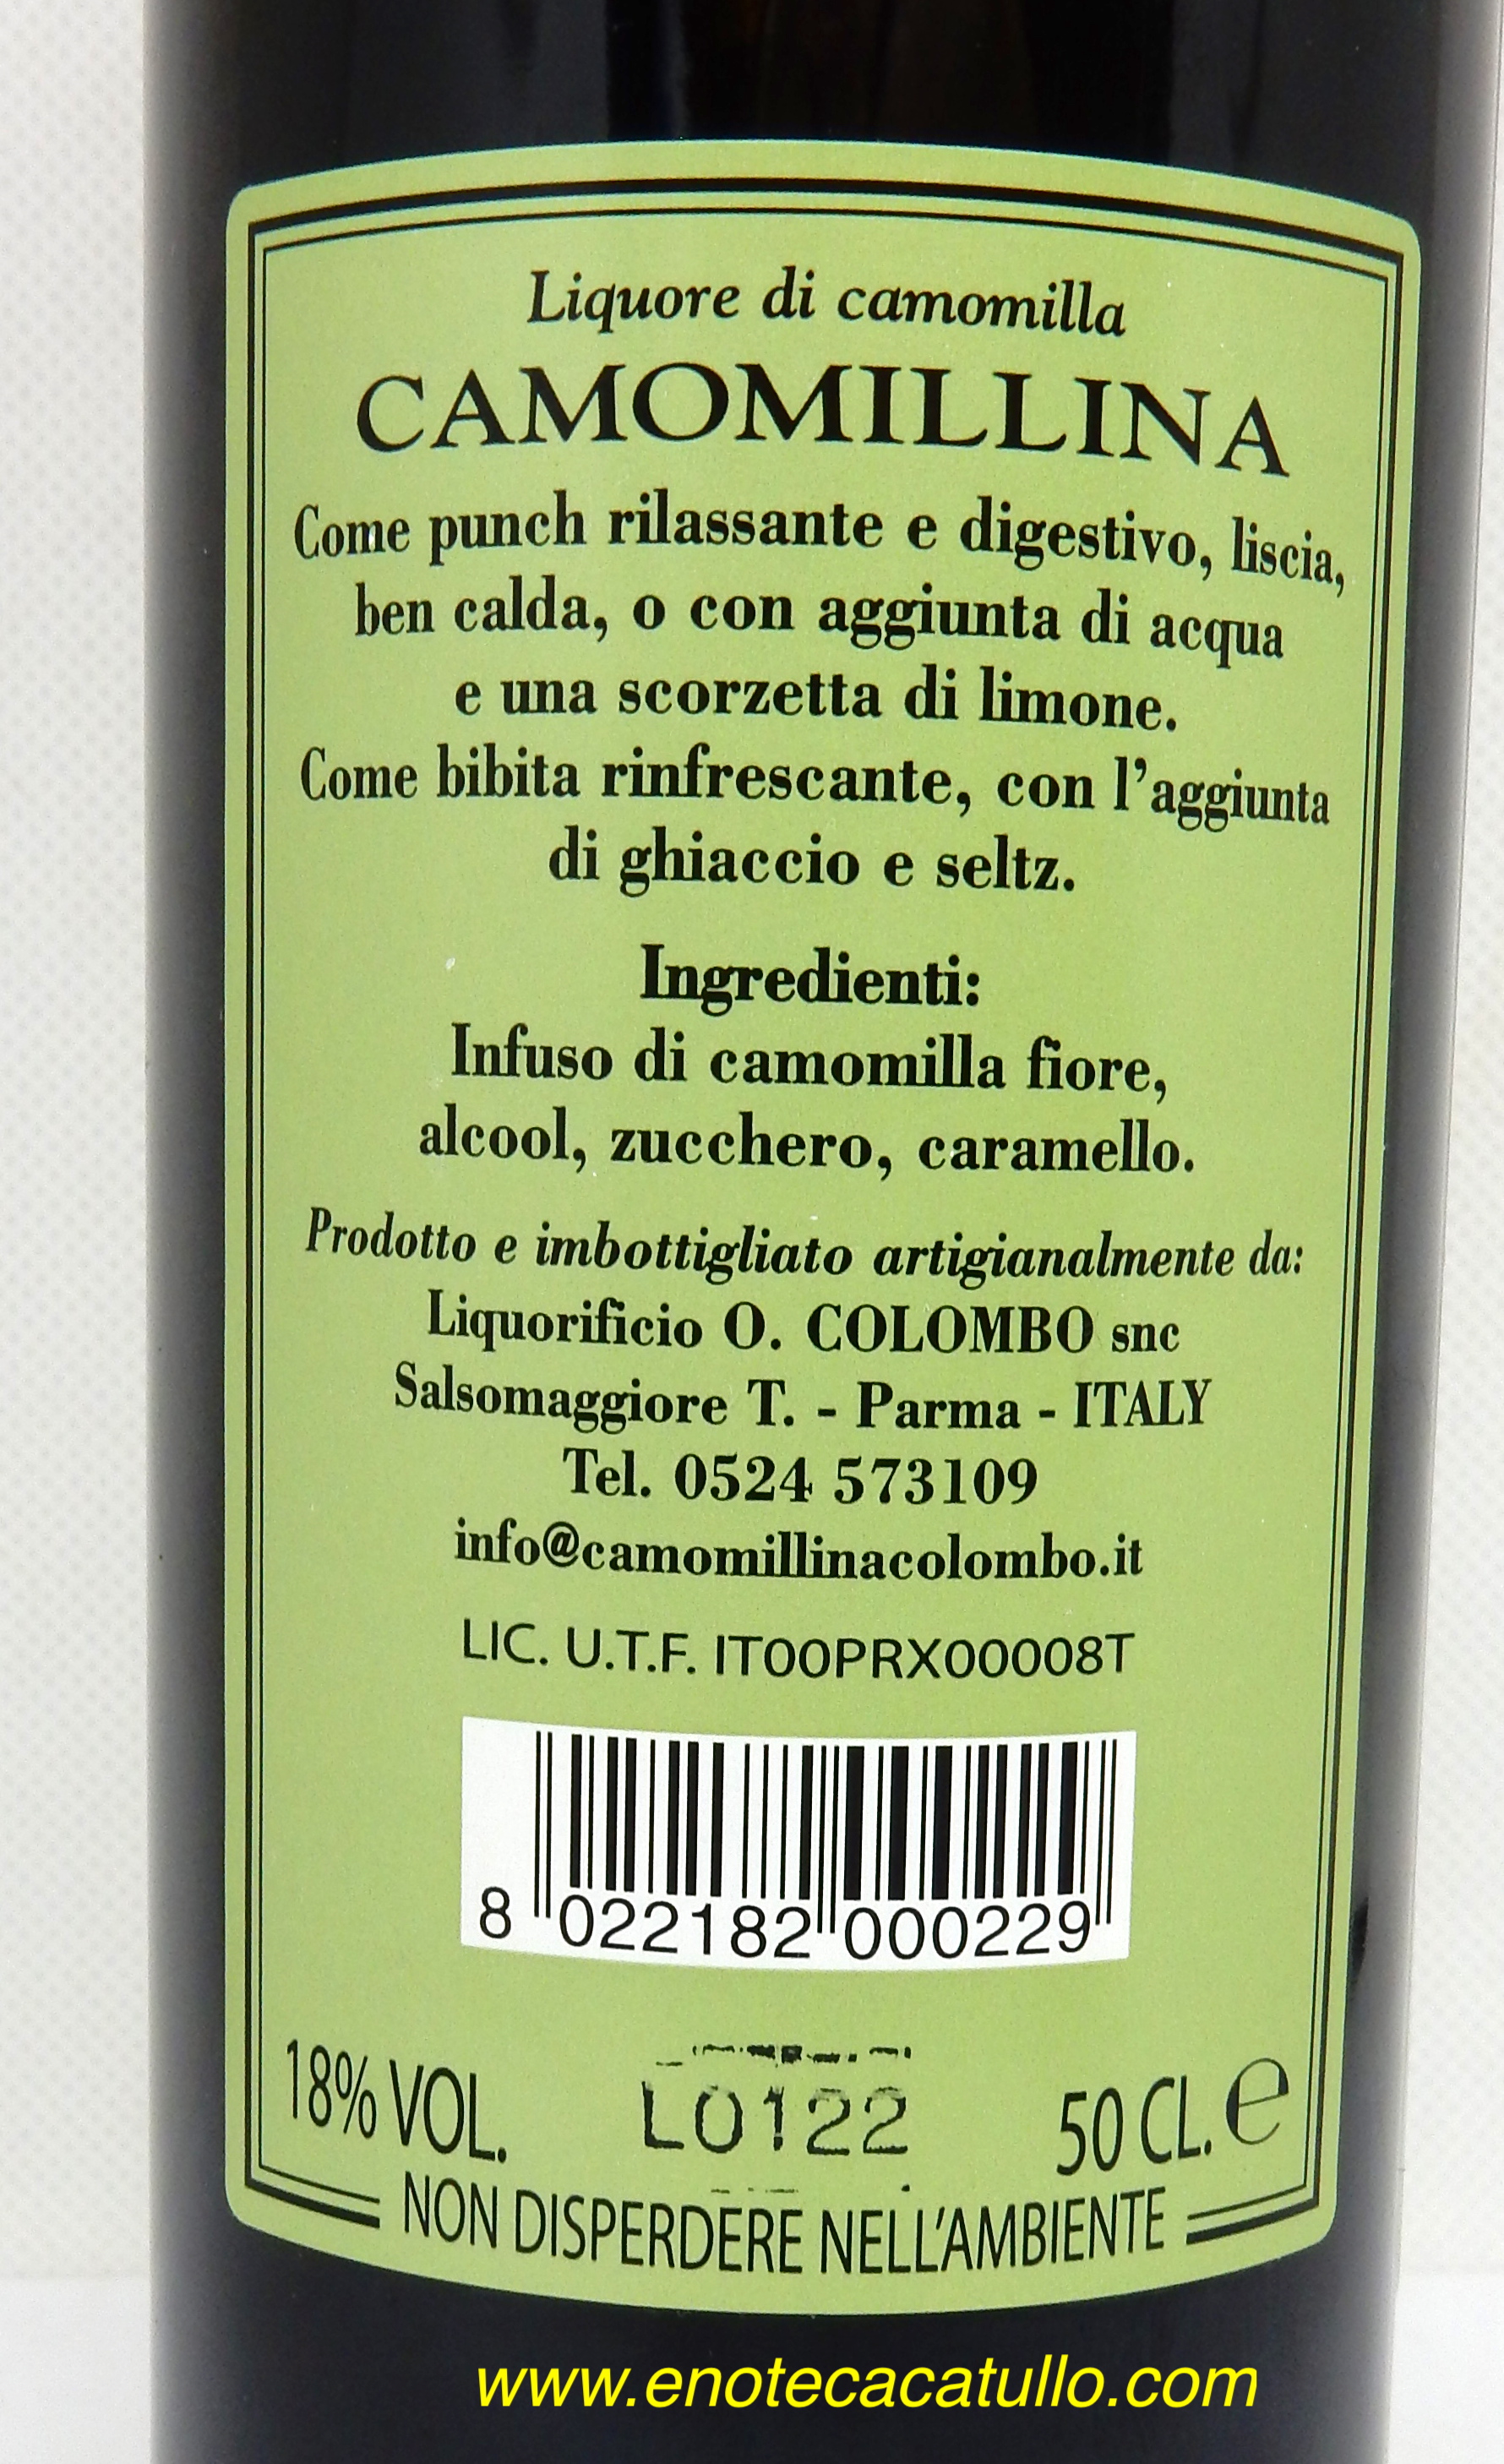 Liquore di camomilla
CAMOMILLINA
Come punch rilassante e digestivo, liscia,
ben calda, o con aggiunta di acqua
e una scorzetta di limone.
Come bibita rinfrescante, con l'aggiunta
di ghiaccio e seltz.
Ingredienti:
Infuso di camomilla fiore,
alcool, zucchero, caramello.
Prodotto e imbottigliato artigianalmente da:
Liquorificio O. COLOMBO snc
Salsomaggiore T. - Parma - ITALY
Tel. 0524 573109
info@camomillinacolombo.it
LIC. U.T.F. IT00PRX00008T
8 022182 000229
18% VOL. L0122 50 CL. e
NON DISPERDERE NELL'AMBIENTE
www.enotecacatullo.com